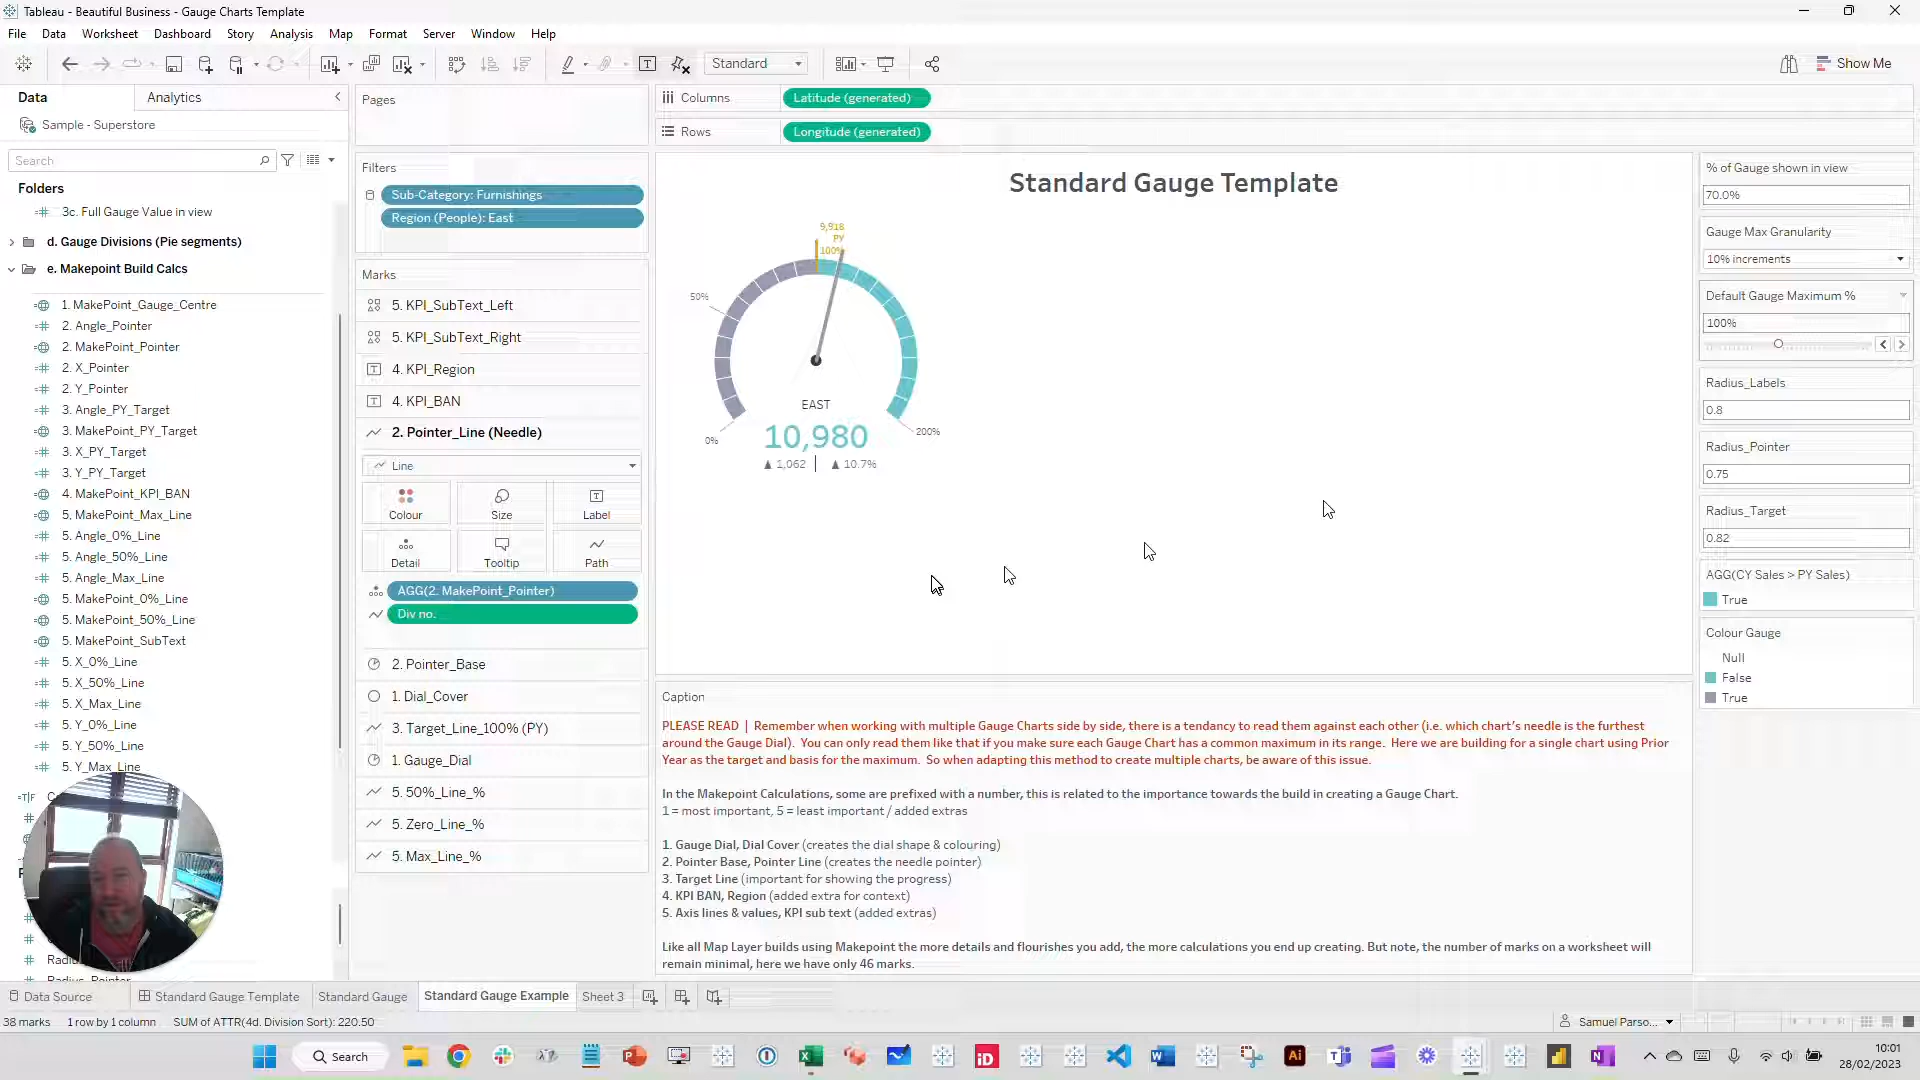 Tableau - Beautiful Business - Gauge Charts Template
File Data Worksheet Dashboard Story Analysis Map Format Server Window Help
Standard
Show Me
Data
Analytics
Sample - Superstore
Search
Folders
3c. Full Gauge Value in view
d. Gauge Divisions (Pie segments)
e. Makepoint Build Calcs
1. MakePoint_Gauge_Centre
2. Angle_Pointer
2. MakePoint_Pointer
2. X_Pointer
2. Y_Pointer
3. Angle_PY_Target
3. MakePoint_PY_Target
3. X_PY_Target
3. Y_PY_Target
4. MakePoint_KPI_BAN
5. MakePoint_Max_Line
5. Angle_0%_Line
5. Angle_50%_Line
5. Angle_Max_Line
5. MakePoint_0%_Line
5. MakePoint_50%_Line
5. MakePoint_SubText
5. X_0%_Line
5. X_50%_Line
5. X_Max_Line
5. Y_0%_Line
5. Y_50%_Line
5. Y_Max_Line
Pages
Filters
Sub-Category: Furnishings
Region (People): East
Marks
5. KPI_SubText_Left
5. KPI_SubText_Right
4. KPI_Region
4. KPI_BAN
2. Pointer_Line (Needle)
Line
Colour
Size
Label
Detail
Tooltip
Path
AGG(2. MakePoint_Pointer)
Div no.
2. Pointer_Base
1. Dial_Cover
3. Target_Line_100% (PY)
1. Gauge_Dial
5. 50%_Line_%
5. Zero_Line_%
5. Max_Line_%
Columns
Latitude (generated)
Rows
Longitude (generated)
Standard Gauge Template
9,918
PY
100%
50%
0%
200%
EAST
10,980
▲ 1,062 | ▲ 10.7%
Caption
PLEASE READ | Remember when working with multiple Gauge Charts side by side, there is a tendency to read them against each other (i.e. which chart's needle is the furthest
around the Gauge Dial). You can only read them like that if you make sure each Gauge Chart has a common maximum in its range. Here we are building for a single chart using Prior
Year as the target and basis for the maximum. So when adapting this method to create multiple charts, be aware of this issue.
In the Makepoint Calculations, some are prefixed with a number, this is related to the importance towards the build in creating a Gauge Chart.
1 = most important, 5 = least important / added extras
1. Gauge Dial, Dial Cover (creates the dial shape & colouring)
2. Pointer Base, Pointer Line (creates the needle pointer)
3. Target Line (important for showing the progress)
4. KPI BAN, Region (added extra for context)
5. Axis lines & values, KPI sub text (added extras)
Like all Map Layer builds using Makepoint the more details and flourishes you add, the more calculations you end up creating. But note, the number of marks on a worksheet will
remain minimal, here we have only 46 marks.
% of Gauge shown in view
70.0%
Gauge Max Granularity
10% increments
Default Gauge Maximum %
100%
Radius_Labels
0.8
Radius_Pointer
0.75
Radius_Target
0.82
AGG(CY Sales > PY Sales)
True
Colour Gauge
Null
False
True
Data Source
Standard Gauge Template
Standard Gauge
Standard Gauge Example
Sheet 3
38 marks 1 row by 1 column SUM of ATTR(4d. Division Sort): 220.50
Samuel Parso...
Search
10:01
28/02/2023